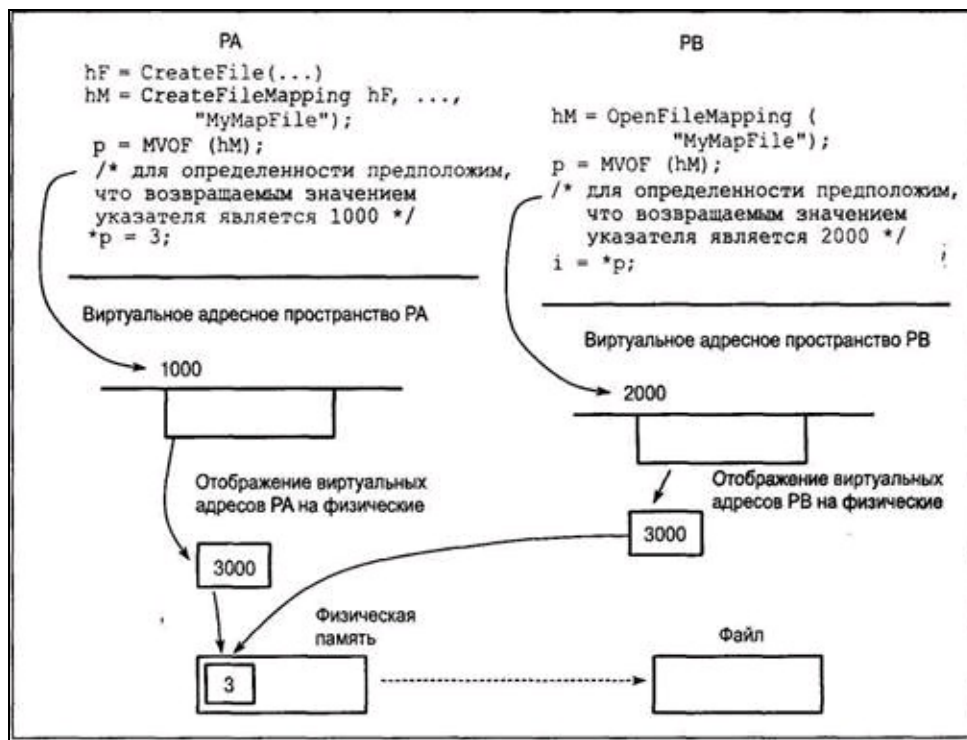 PA
hF = CreateFile(...)
hM = CreateFileMapping hF, ...,
"MyMapFile");
p = MVOF (hM);
/* для определенности предположим,
что возвращаемым значением
указателя является 1000 */
*p = 3;
Виртуальное адресное пространство PA
1000
Отображение виртуальных
адресов PA на физические
3000
PB
hM = OpenFileMapping (
"MyMapFile");
p = MVOF (hM);
/* для определенности предположим,
что возвращаемым значением
указателя является 2000 */
i = *p;
Виртуальное адресное пространство PB
2000
Отображение виртуальных
адресов PB на физические
3000
Физическая
память
3
Файл